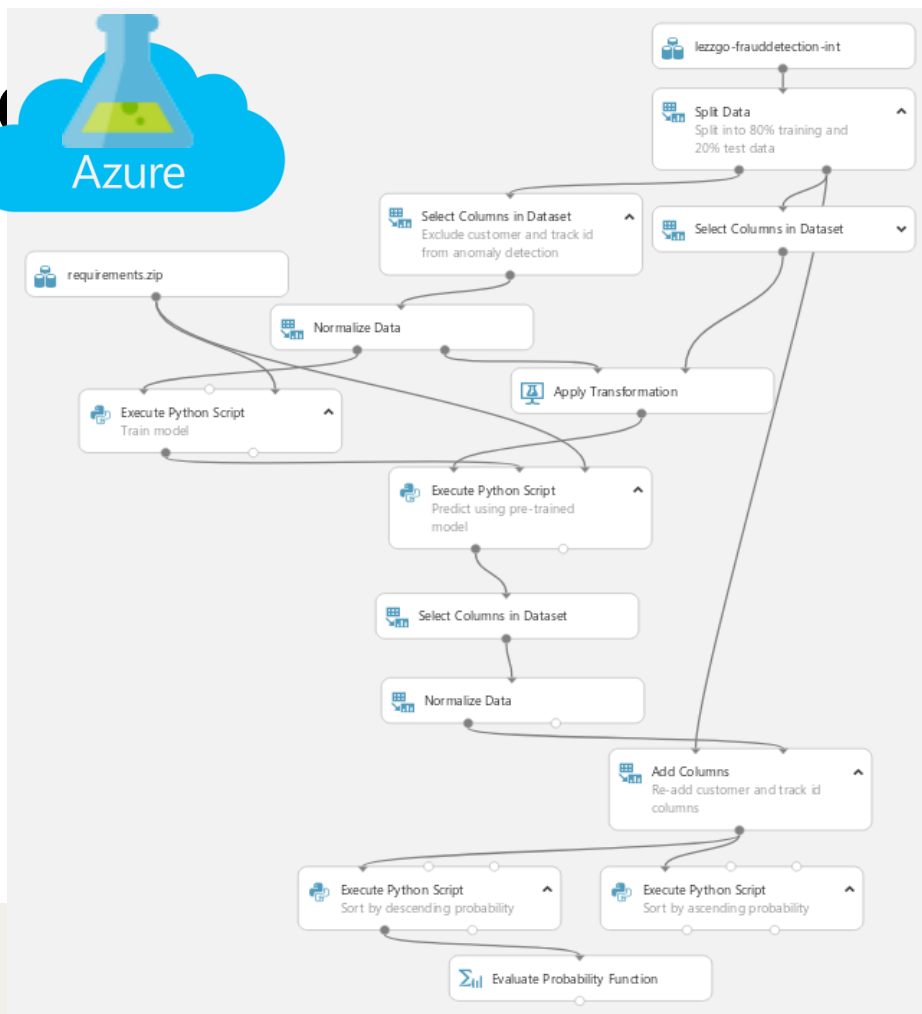 Azure
lezzgo-frauddetection-int
Split Data
Split into 80% training and
20% test data
Select Columns in Dataset
Exclude customer and track id
from anomaly detection
Select Columns in Dataset
requirements.zip
Normalize Data
Apply Transformation
Execute Python Script
Train model
Execute Python Script
Predict using pre-trained
model
Select Columns in Dataset
Normalize Data
Add Columns
Re-add customer and track id
columns
Execute Python Script
Sort by descending probability
Execute Python Script
Sort by ascending probability
Evaluate Probability Function